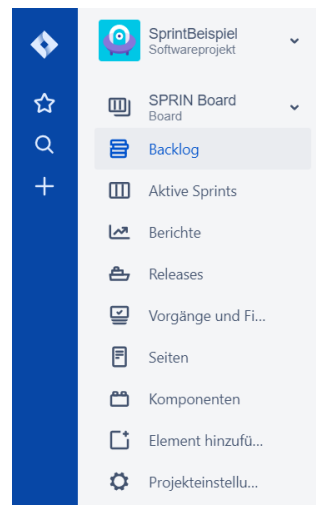 SprintBeispiel
Softwareprojekt
SPRIN Board
Board
Backlog
Aktive Sprints
Berichte
Releases
Vorgänge und Fi...
Seiten
Komponenten
Element hinzufü...
Projekteinstellu...